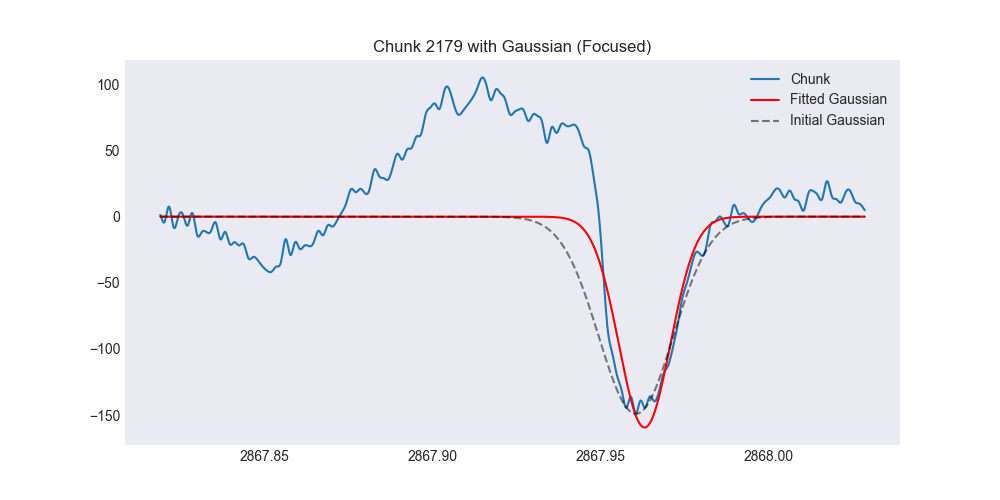 Chunk 2179 with Gaussian (Focused)
Chunk
Fitted Gaussian
Initial Gaussian
100
50
0
−50
−100
−150
2867.85 2867.90 2867.95 2868.00